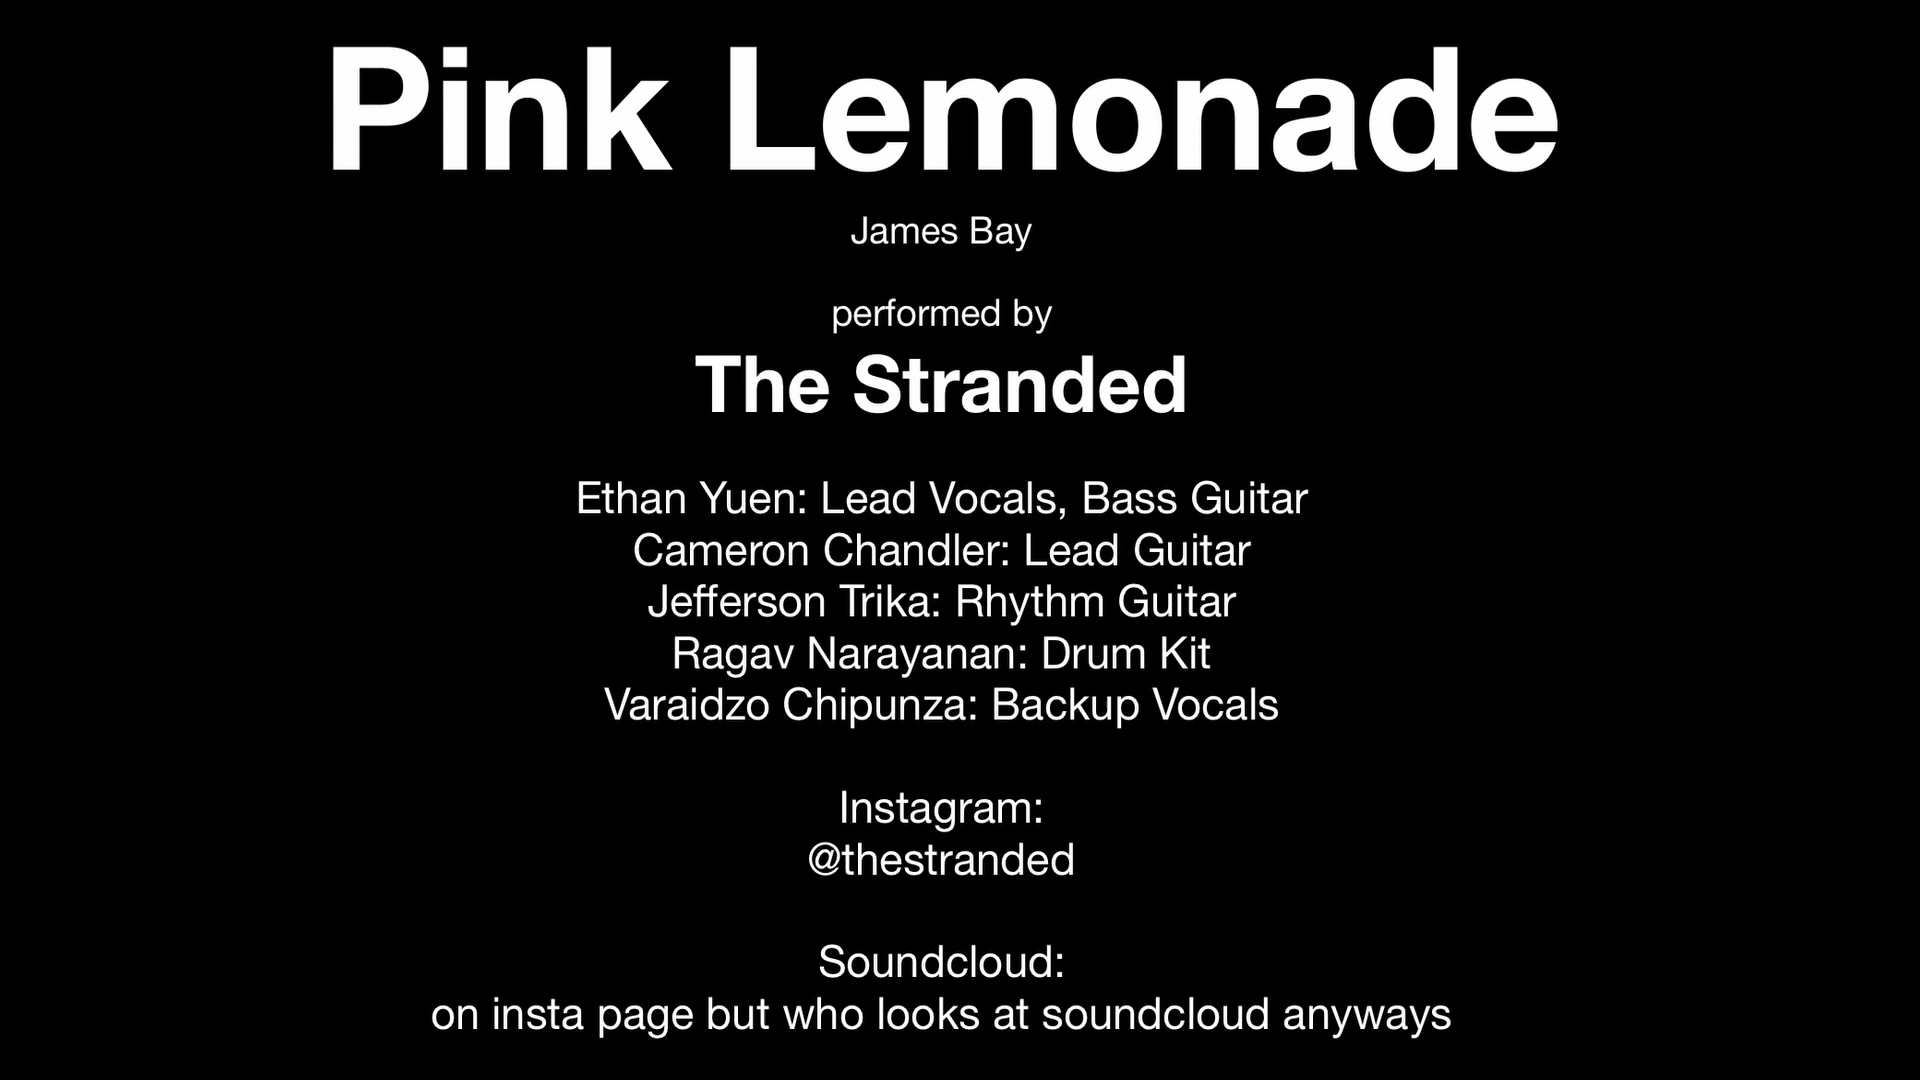 Pink Lemonade
James Bay
performed by
The Stranded
Ethan Yuen: Lead Vocals, Bass Guitar
Cameron Chandler: Lead Guitar
Jefferson Trika: Rhythm Guitar
Ragav Narayanan: Drum Kit
Varaidzo Chipunza: Backup Vocals
Instagram:
@thestranded
Soundcloud:
on insta page but who looks at soundcloud anyways